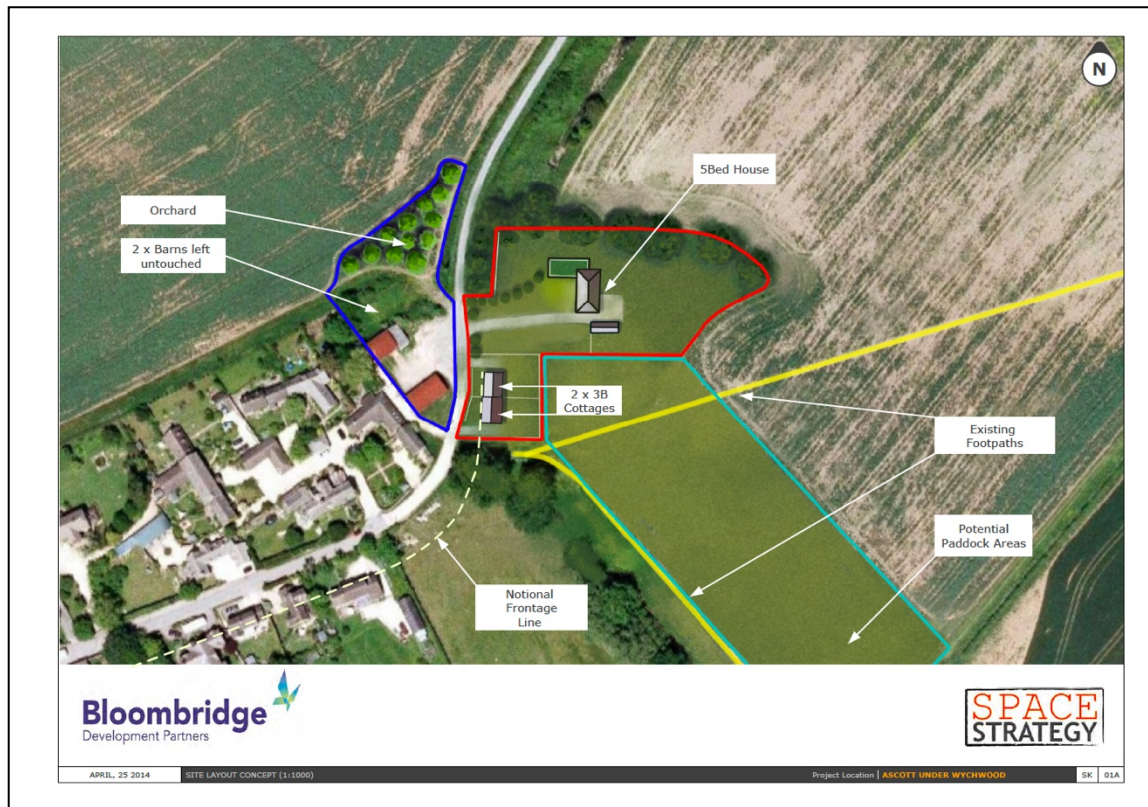 N
5Bed House
Orchard
2 x Barns left
untouched
2 x 3B
Cottages
Existing
Footpaths
Potential
Paddock Areas
Notional
Frontage
Line
Bloombridge
Development Partners
SPACE
STRATEGY
APRIL, 25 2014
SITE LAYOUT CONCEPT (1:1000)
Project Location | ASCOTT UNDER WYCHWOOD
SK 01A